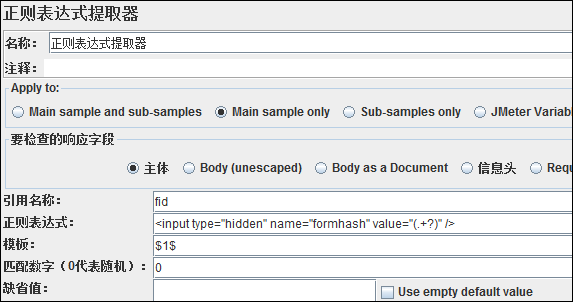 正则表达式提取器
名称： 正则表达式提取器
注释：
Apply to:
Main sample and sub-samples Main sample only Sub-samples only JMeter Variabl
要检查的响应字段
主体 Body (unescaped) Body as a Document 信息头 Requ
引用名称： fid
正则表达式： <input type="hidden" name="formhash" value="(.+?)" />
模板： $1$
匹配数字（0代表随机）： 0
缺省值： Use empty default value